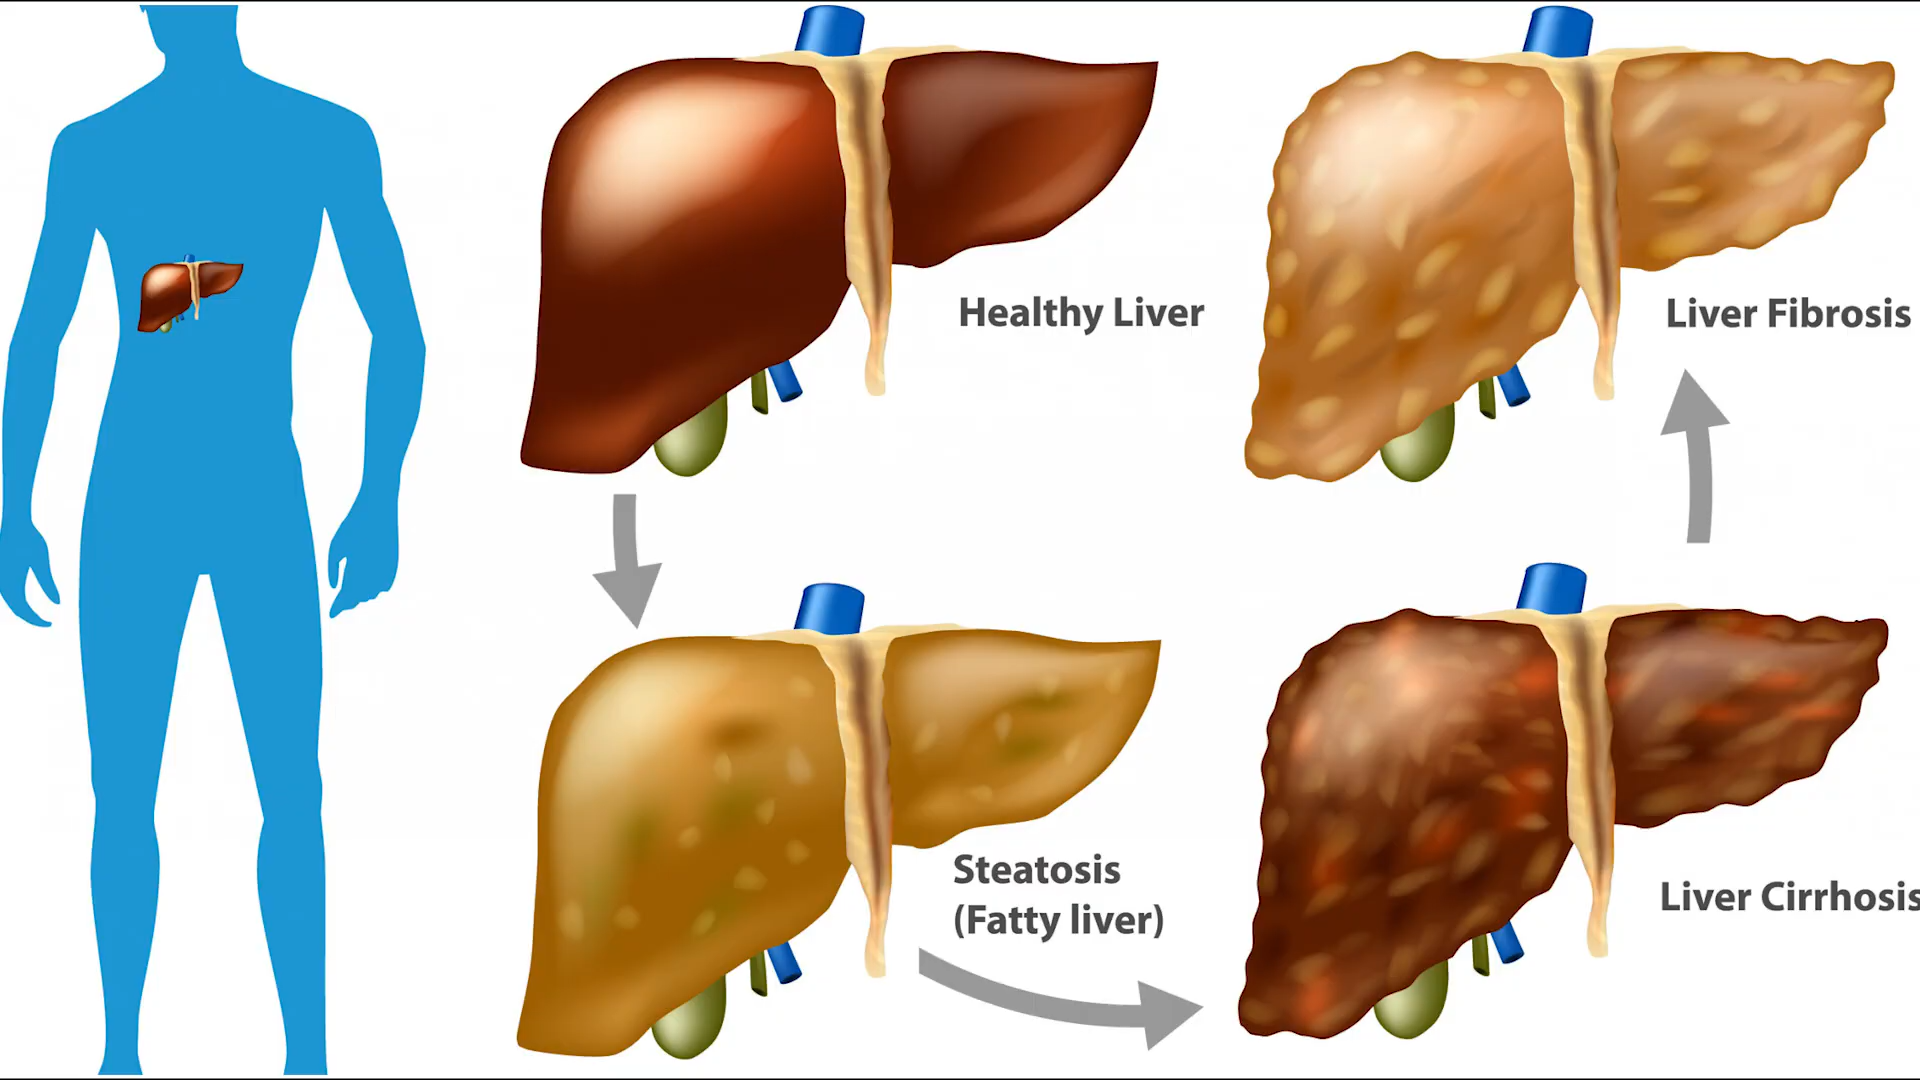 Healthy Liver
Liver Fibrosis
Steatosis
(Fatty liver)
Liver Cirrhosis